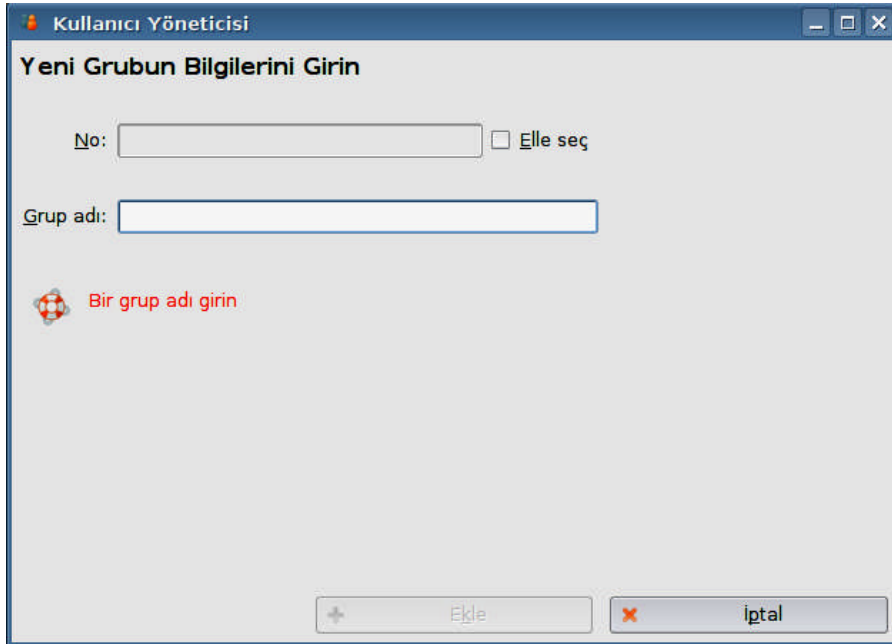 Kullanıcı Yöneticisi
Yeni Grubun Bilgilerini Girin
No: Elle seç
Grup adı:
Bir grup adı girin
Ekle İptal